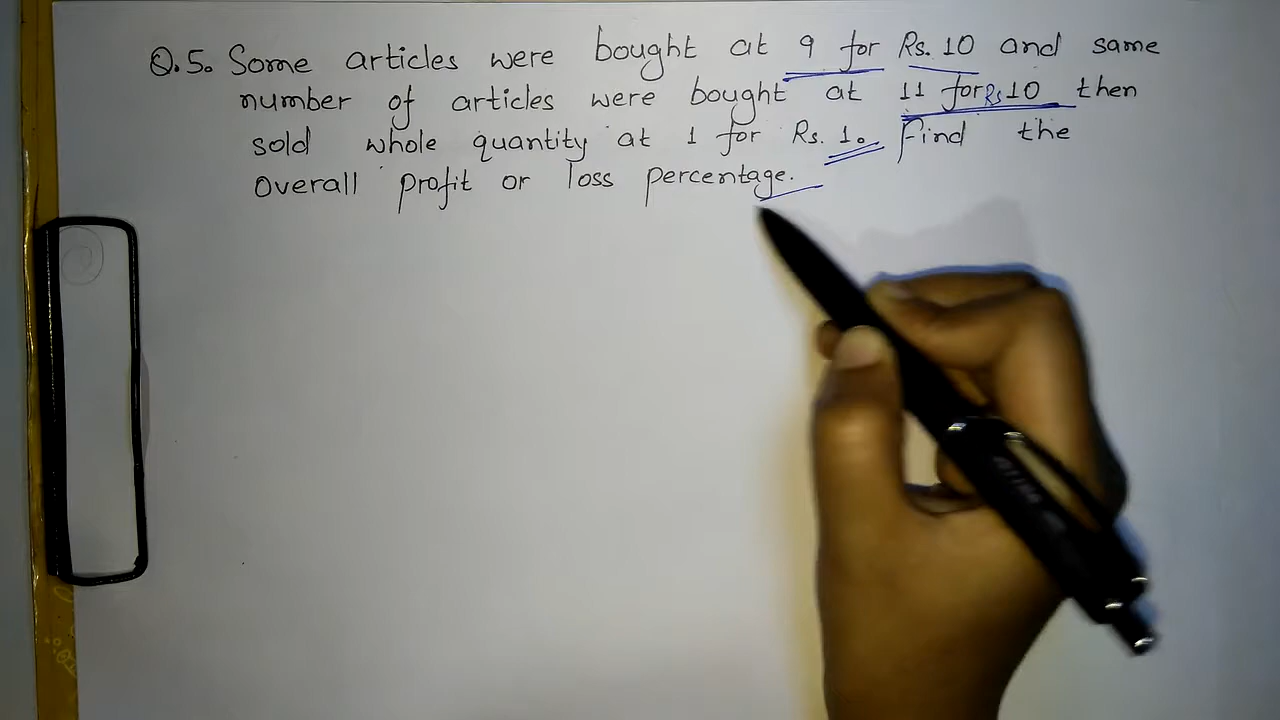 Q.5. Some articles were bought at 9 for Rs. 10 and same
number of articles were bought at 11 for Rs 10 then
sold whole quantity at 1 for Rs. 1. Find the
Overall profit or loss percentage.